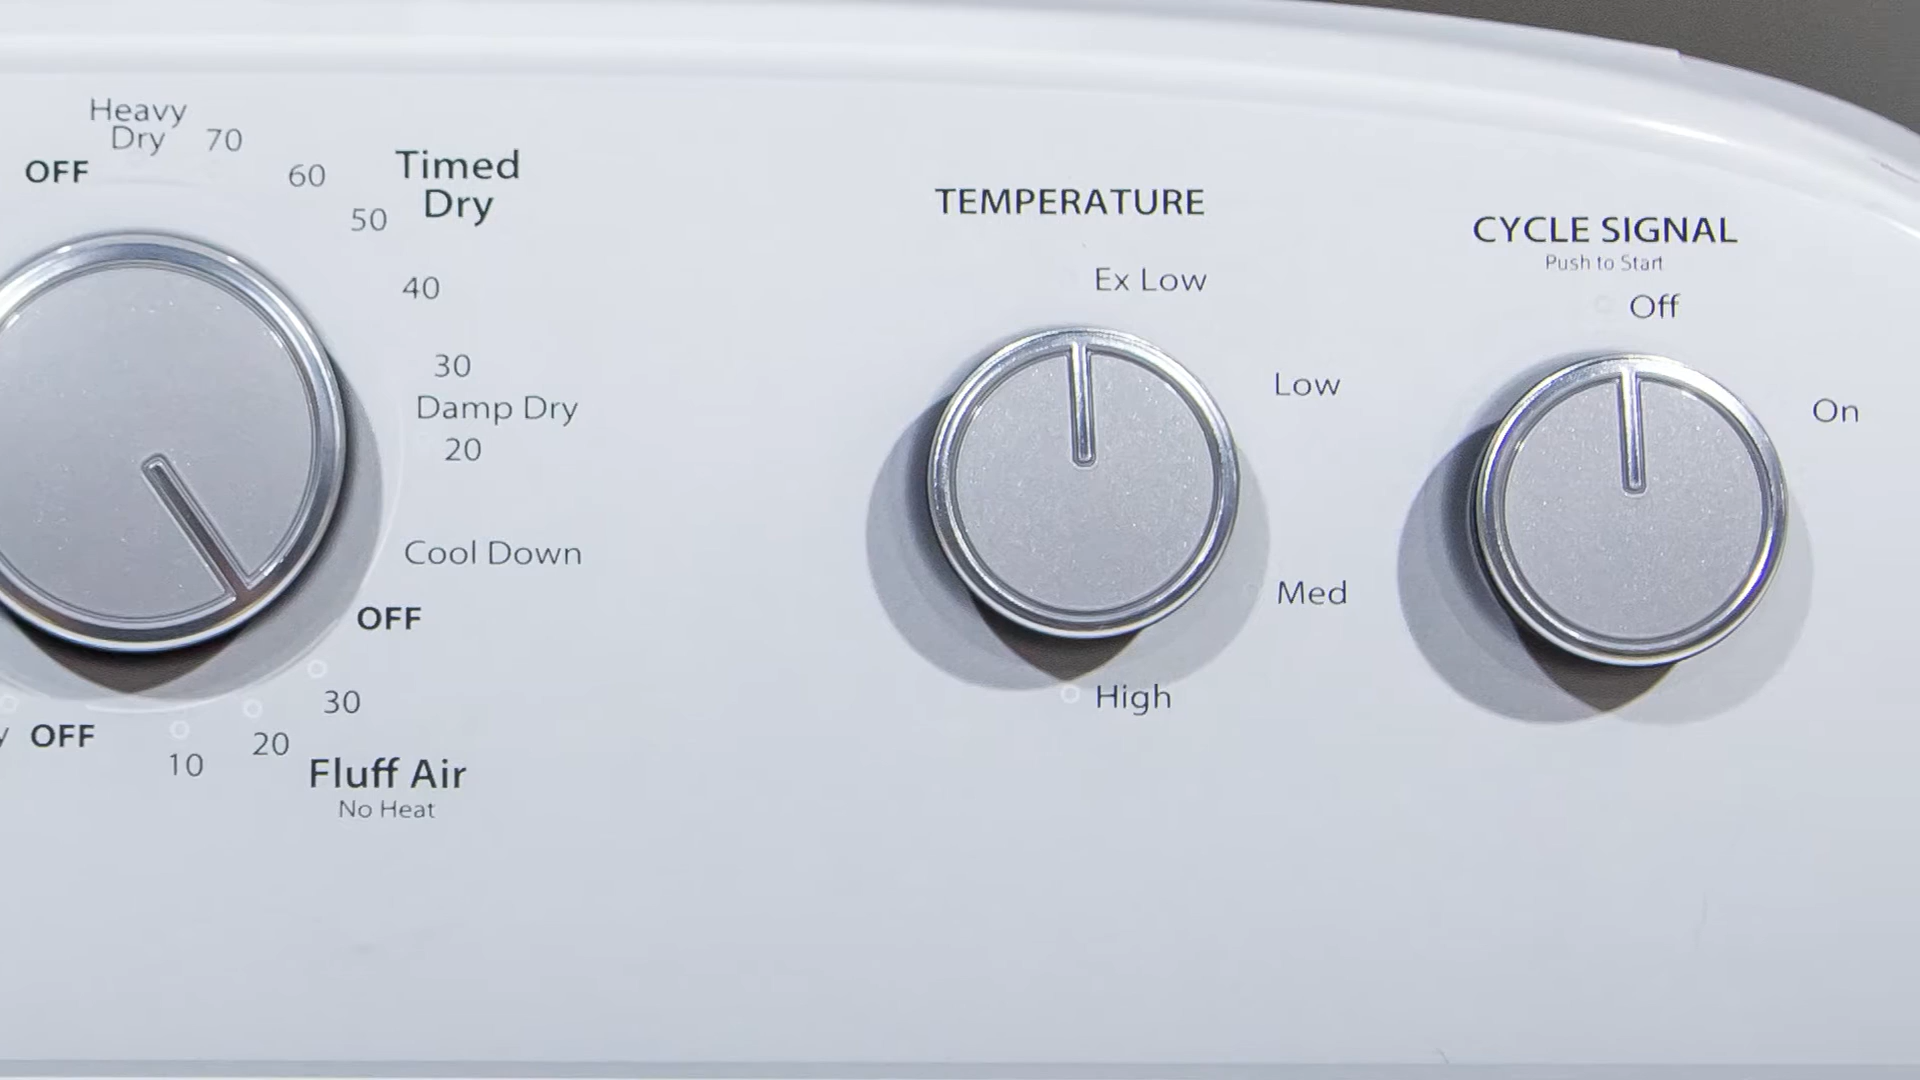 Heavy
Dry
OFF
70
60
50
Timed
Dry
40
30
Damp Dry
20
Cool Down
OFF
30
20
10
OFF
Fluff Air
No Heat
TEMPERATURE
Ex Low
Low
Med
High
CYCLE SIGNAL
Push to Start
Off
On